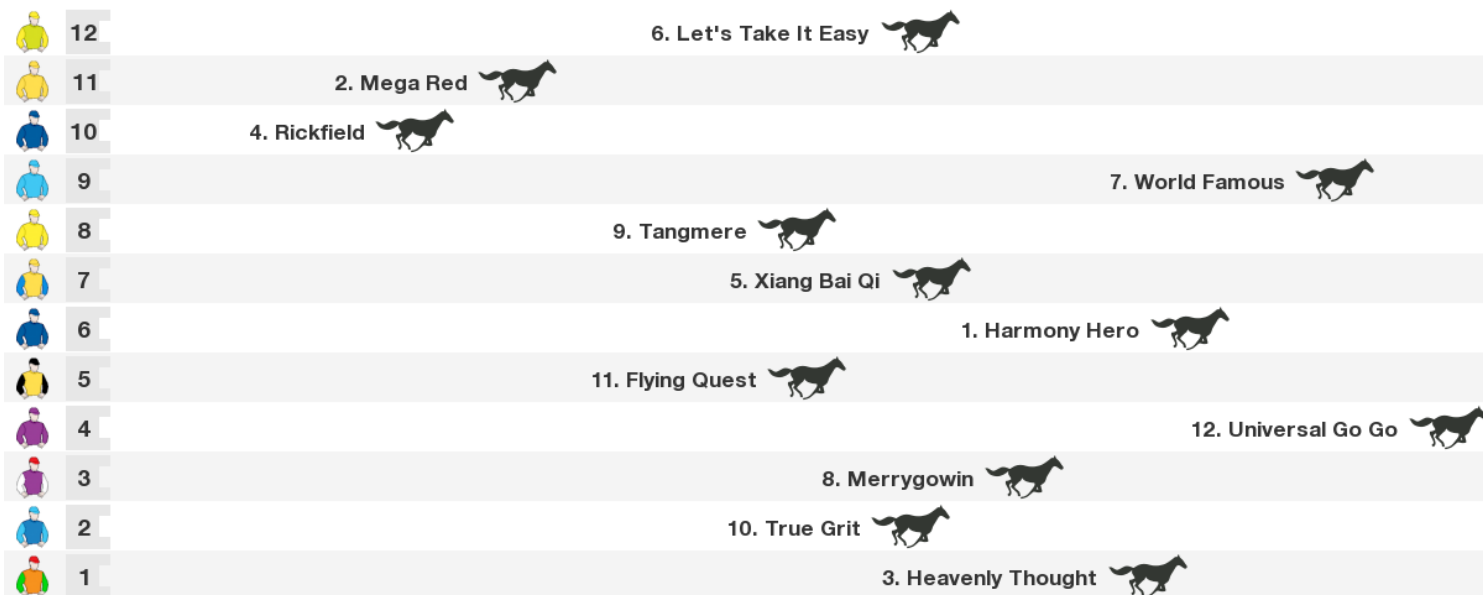 12 6. Let's Take It Easy
11 2. Mega Red
10 4. Rickfield
9 7. World Famous
8 9. Tangmere
7 5. Xiang Bai Qi
6 1. Harmony Hero
5 11. Flying Quest
4 12. Universal Go Go
3 8. Merrygowin
2 10. True Grit
1 3. Heavenly Thought